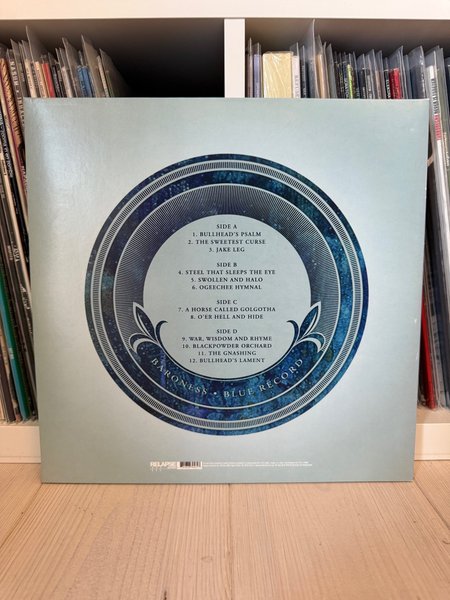 SIDE A
1. BULLHEAD'S PSALM
2. THE SWEETEST CURSE
3. JAKE LEG
SIDE B
4. STEEL THAT SLEEPS THE EYE
5. SWOLLEN AND HALO
6. OGEECHEE HYMNAL
SIDE C
7. A HORSE CALLED GOLGOTHA
8. O'ER HELL AND HIDE
SIDE D
9. WAR, WISDOM AND RHYME
10. BLACKPOWDER ORCHARD
11. THE GNASHING
12. BULLHEAD'S LAMENT
BARONESS • BLUE RECORD
RELAPSE